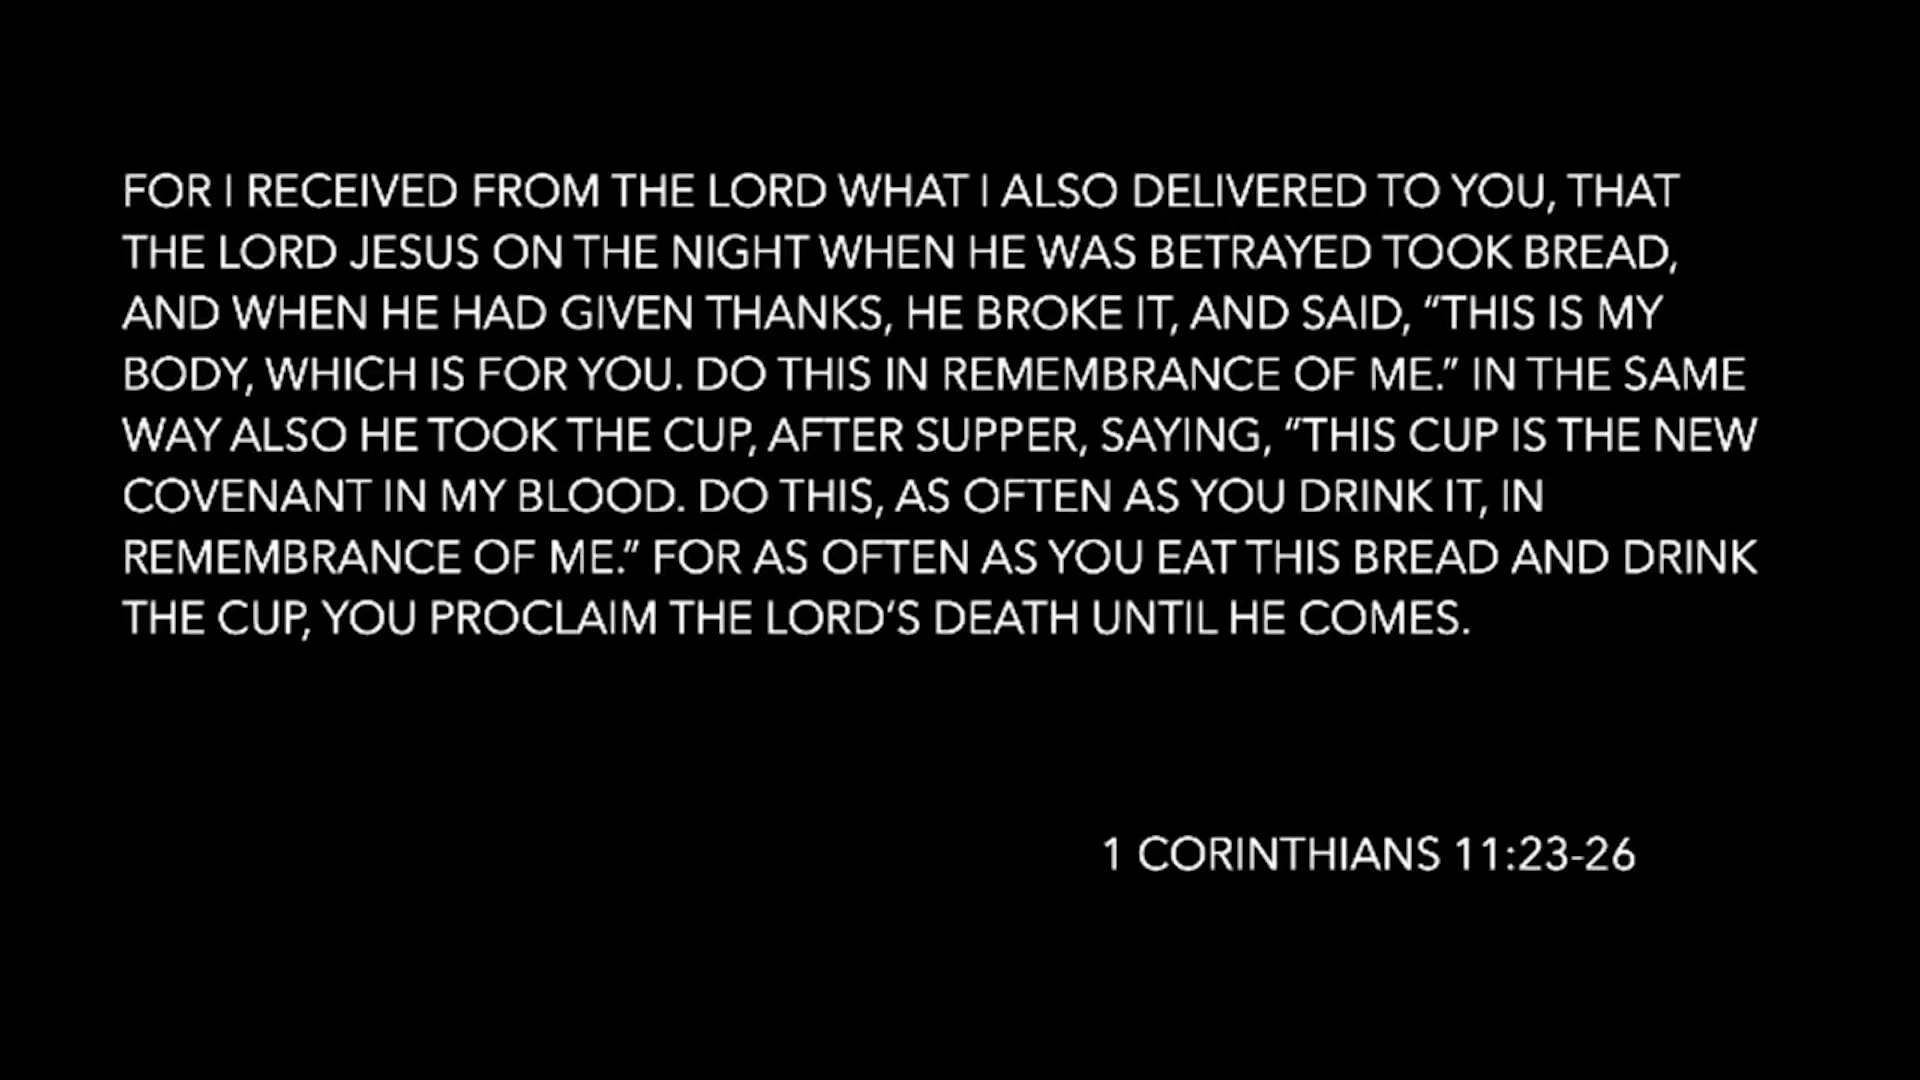 FOR I RECEIVED FROM THE LORD WHAT I ALSO DELIVERED TO YOU, THAT
THE LORD JESUS ON THE NIGHT WHEN HE WAS BETRAYED TOOK BREAD,
AND WHEN HE HAD GIVEN THANKS, HE BROKE IT, AND SAID, “THIS IS MY
BODY, WHICH IS FOR YOU. DO THIS IN REMEMBRANCE OF ME.” IN THE SAME
WAY ALSO HE TOOK THE CUP, AFTER SUPPER, SAYING, “THIS CUP IS THE NEW
COVENANT IN MY BLOOD. DO THIS, AS OFTEN AS YOU DRINK IT, IN
REMEMBRANCE OF ME.” FOR AS OFTEN AS YOU EAT THIS BREAD AND DRINK
THE CUP, YOU PROCLAIM THE LORD’S DEATH UNTIL HE COMES.
1 CORINTHIANS 11:23-26